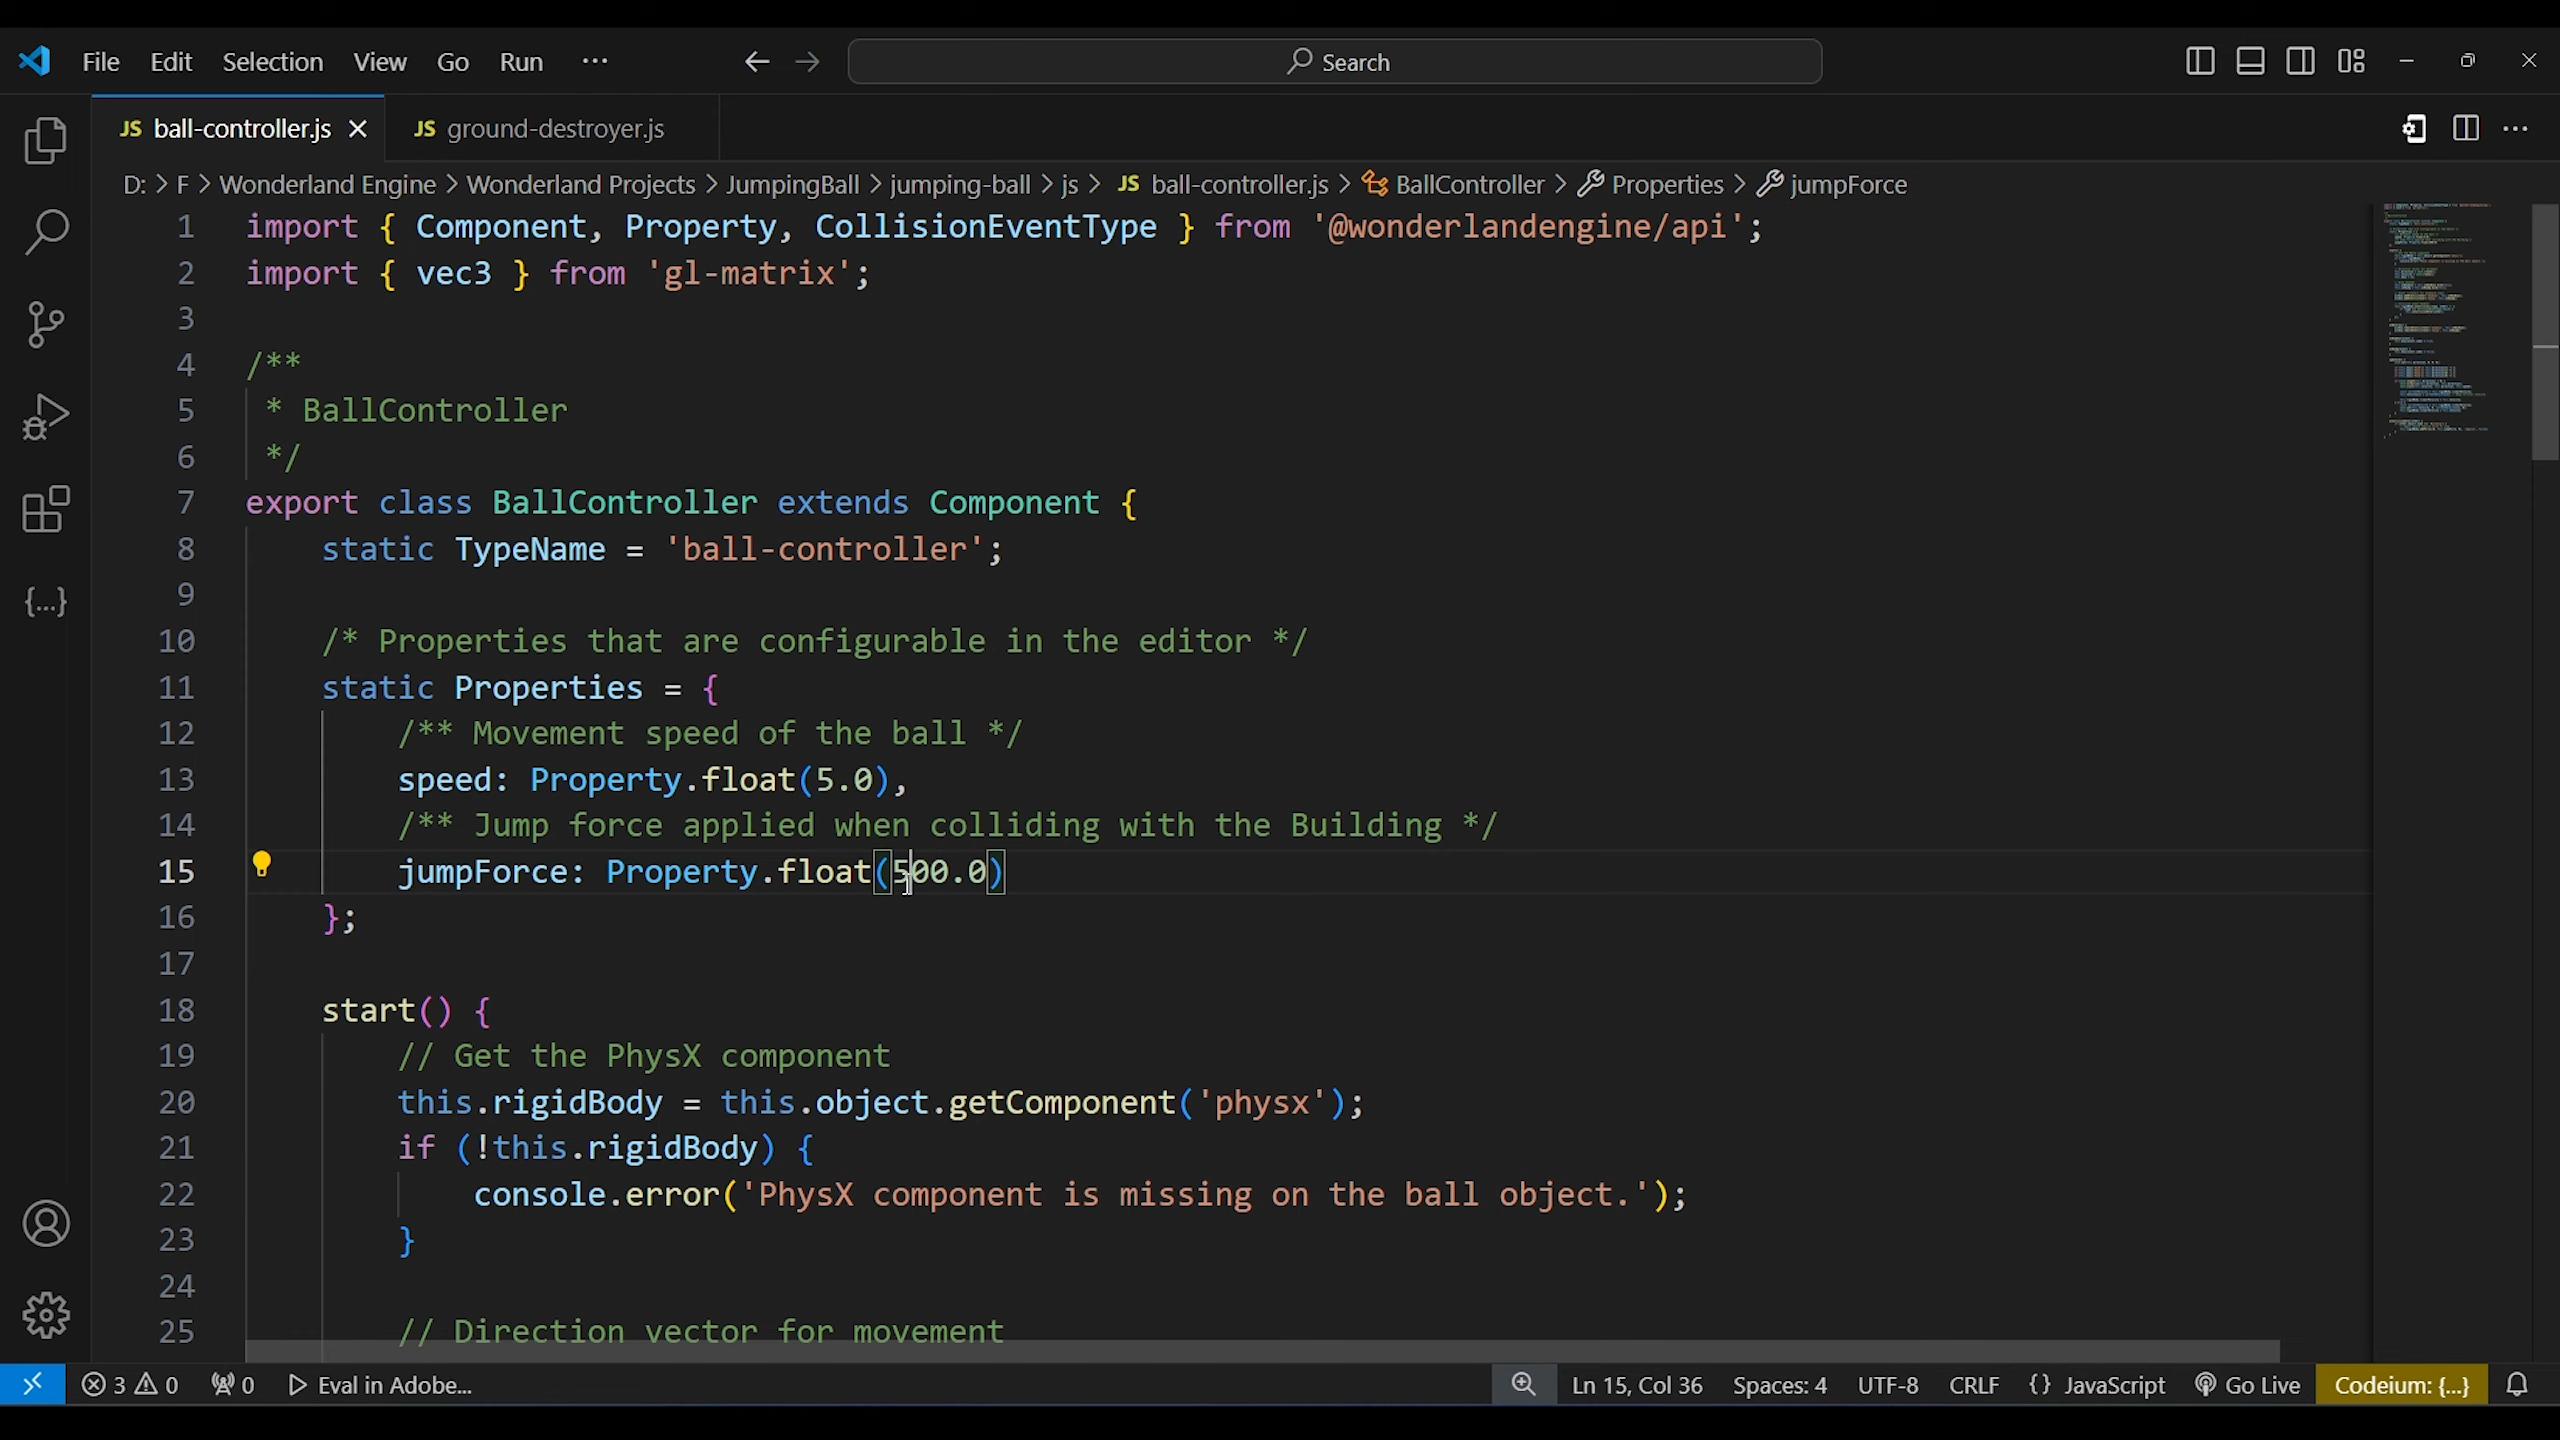 File Edit Selection View Go Run ··· Search
JS ball-controller.js JS ground-destroyer.js
D: > F > Wonderland Engine > Wonderland Projects > JumpingBall > jumping-ball > js > JS ball-controller.js > BallController > Properties > jumpForce
1 import { Component, Property, CollisionEventType } from '@wonderlandengine/api';
2 import { vec3 } from 'gl-matrix';
3
4 /**
5 * BallController
6 */
7 export class BallController extends Component {
8 static TypeName = 'ball-controller';
9
10 /* Properties that are configurable in the editor */
11 static Properties = {
12 /** Movement speed of the ball */
13 speed: Property.float(5.0),
14 /** Jump force applied when colliding with the Building */
15 jumpForce: Property.float(500.0)
16 };
17
18 start() {
19 // Get the PhysX component
20 this.rigidBody = this.object.getComponent('physx');
21 if (!this.rigidBody) {
22 console.error('PhysX component is missing on the ball object.');
23 }
24
25 // Direction vector for movement
3 0 0 Eval in Adobe... Ln 15, Col 36 Spaces: 4 UTF-8 CRLF {} JavaScript Go Live Codeium: {...}